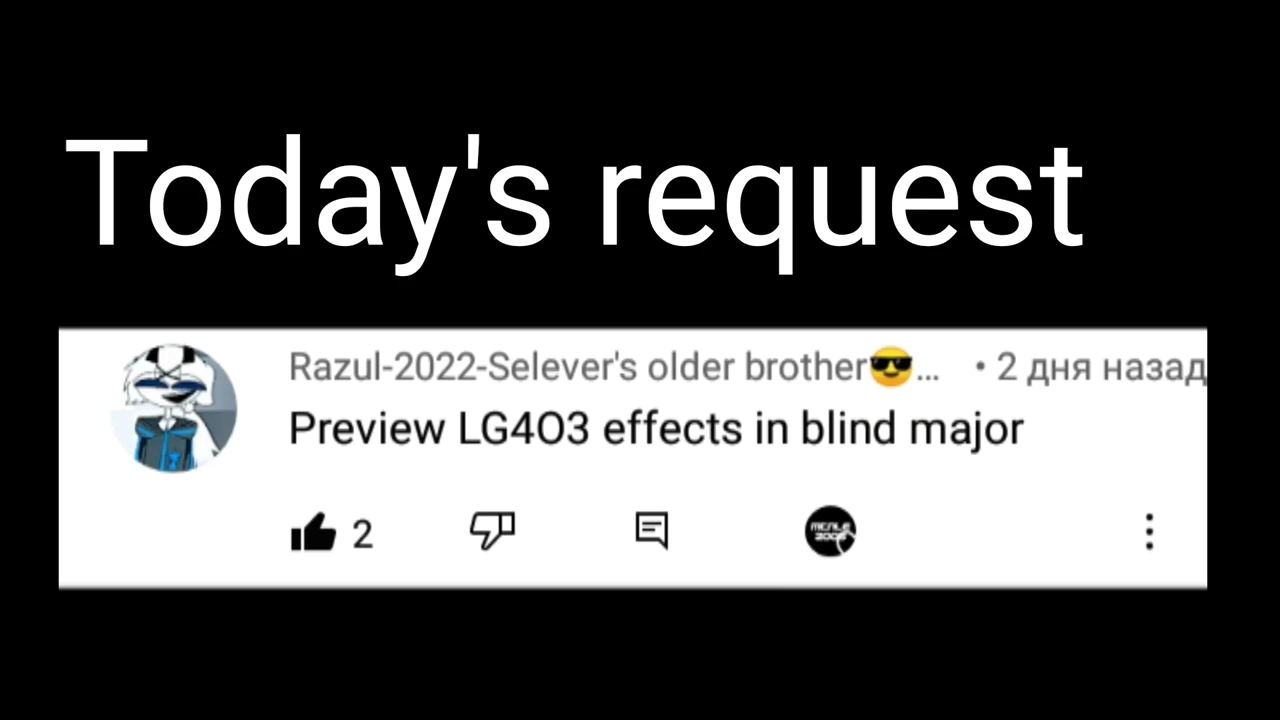 Today's request
Razul-2022-Selever's older brother😎... • 2 дня назад
Preview LG4O3 effects in blind major
2